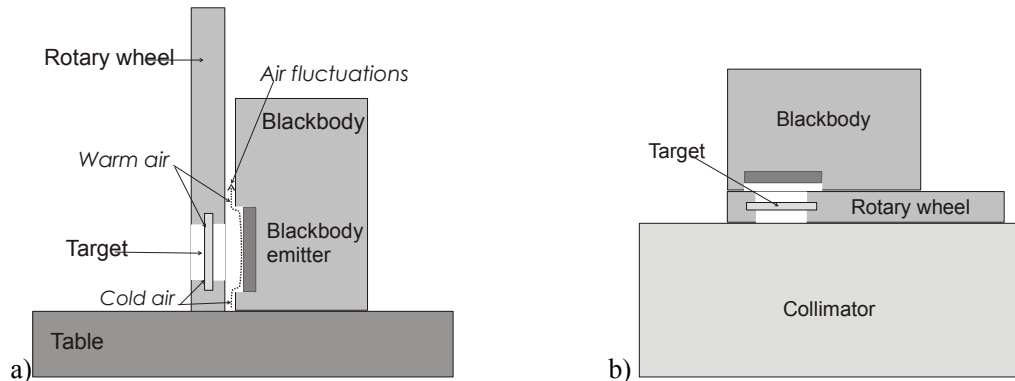 Rotary wheel
Air fluctuations
Blackbody
Warm air
Target
Blackbody
emitter
Cold air
Table
a)
Blackbody
Target
Rotary wheel
Collimator
b)